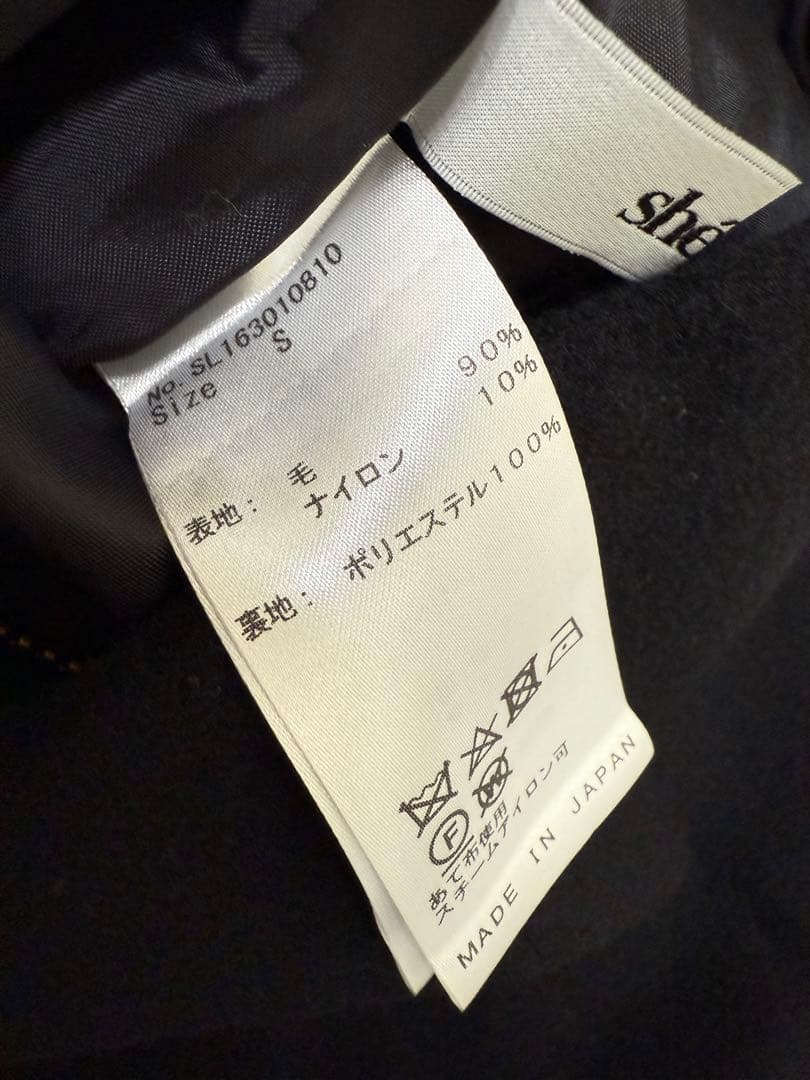 shé
No. SL163010810
Size S
表地： 毛 90%
ナイロン 10%
裏地： ポリエステル100%
F W
あて布使用
スチームアイロン可
MADE IN JAPAN